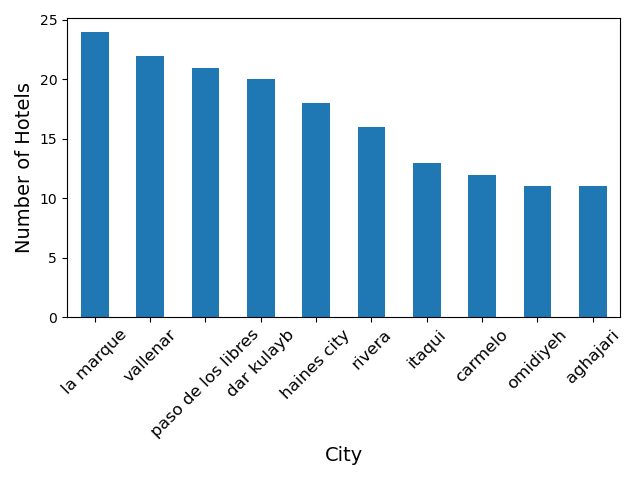 25
20
15
10
5
0
Number of Hotels
la marque
vallenar
paso de los libres
dar kulayb
haines city
rivera
itaqui
carmelo
omidiyeh
aghajari
City